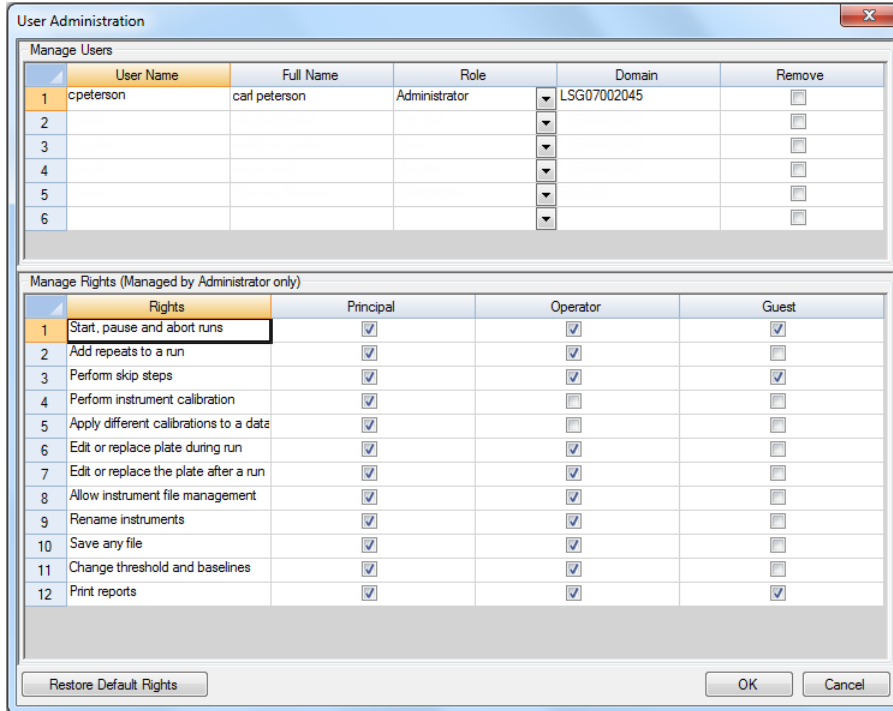 User Administration
Manage Users
User Name Full Name Role Domain Remove
1 cpeterson carl peterson Administrator LSG07002045
2
3
4
5
6
Manage Rights (Managed by Administrator only)
Rights Principal Operator Guest
1 Start, pause and abort runs
2 Add repeats to a run
3 Perform skip steps
4 Perform instrument calibration
5 Apply different calibrations to a data
6 Edit or replace plate during run
7 Edit or replace the plate after a run
8 Allow instrument file management
9 Rename instruments
10 Save any file
11 Change threshold and baselines
12 Print reports
Restore Default Rights OK Cancel